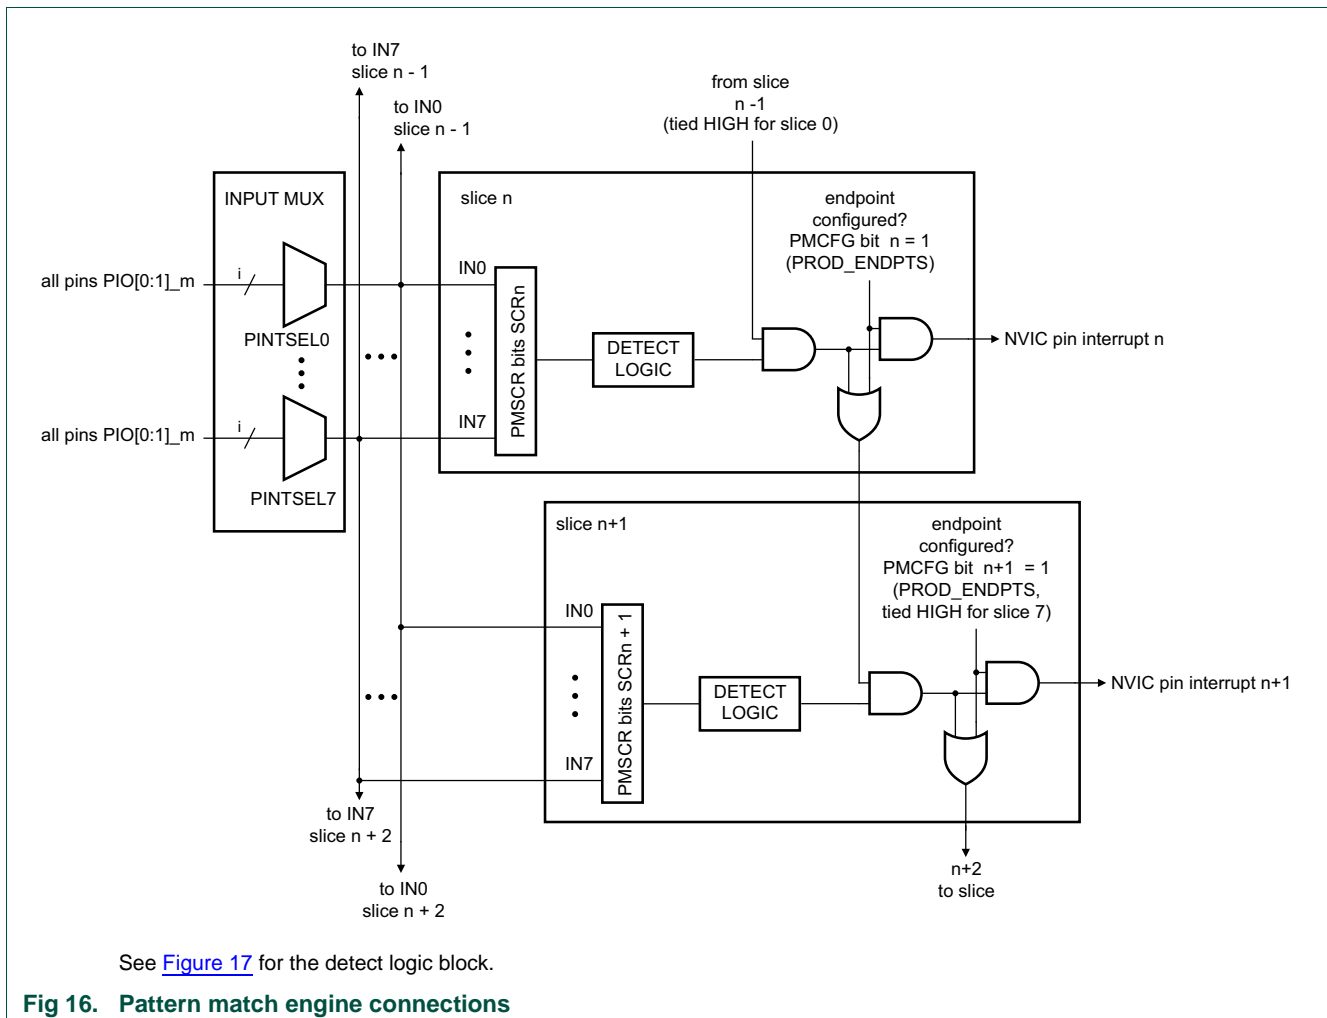 to IN7
slice n - 1
to IN0
slice n - 1
from slice
n -1
(tied HIGH for slice 0)
INPUT MUX
slice n
endpoint
configured?
PMCFG bit n = 1
(PROD_ENDPTS)
all pins PIO[0:1]_m
i
PINTSEL0
IN0
PMSCR bits SCRn
DETECT
LOGIC
NVIC pin interrupt n
all pins PIO[0:1]_m
i
PINTSEL7
IN7
slice n+1
endpoint
configured?
PMCFG bit n+1 = 1
(PROD_ENDPTS,
tied HIGH for slice 7)
IN0
PMSCR bits SCRn + 1
DETECT
LOGIC
NVIC pin interrupt n+1
IN7
to IN7
slice n + 2
to IN0
slice n + 2
n+2
to slice
See Figure 17 for the detect logic block.
Fig 16. Pattern match engine connections